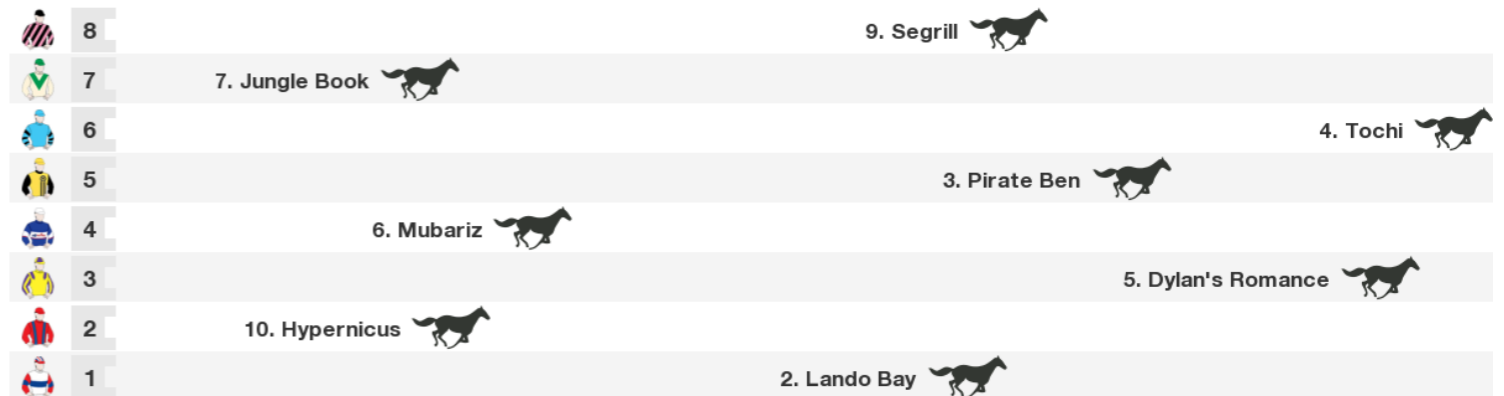 8 9. Segrill
7 7. Jungle Book
6 4. Tochi
5 3. Pirate Ben
4 6. Mubariz
3 5. Dylan's Romance
2 10. Hypernicus
1 2. Lando Bay